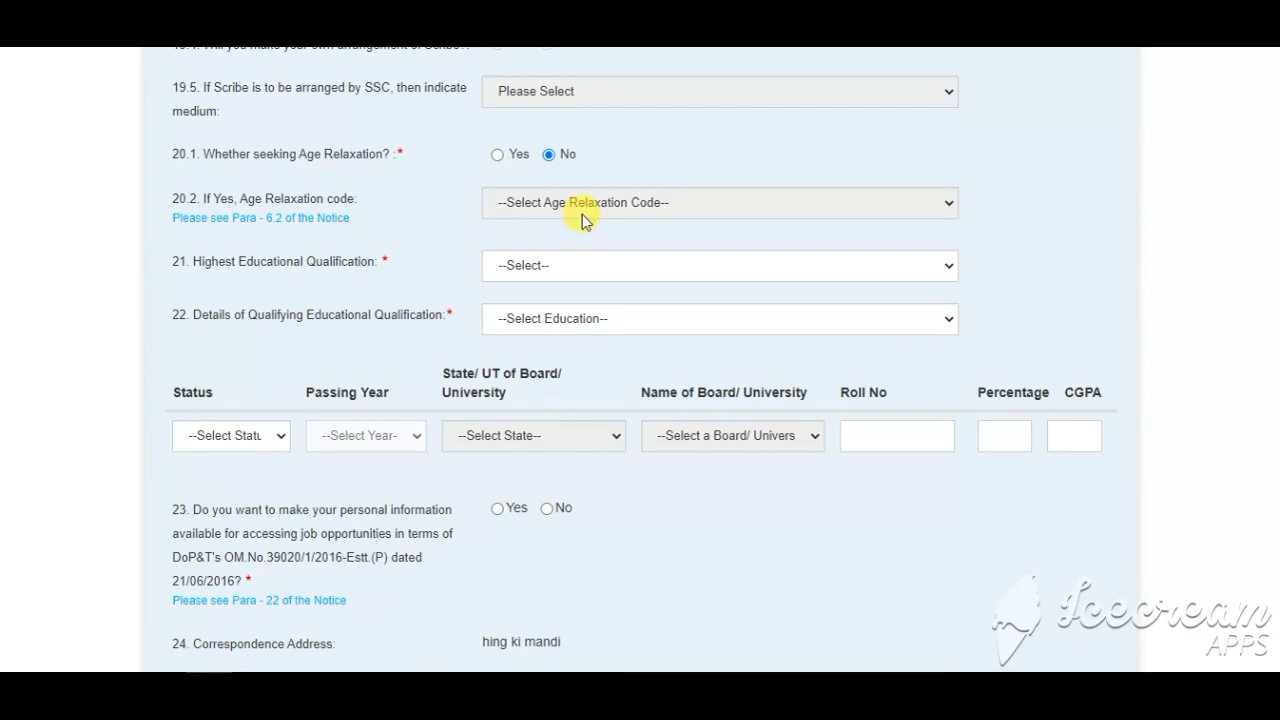 19.5. If Scribe is to be arranged by SSC, then indicate medium:
Please Select
20.1. Whether seeking Age Relaxation? :*
Yes No
20.2. If Yes, Age Relaxation code:
--Select Age Relaxation Code--
Please see Para - 6.2 of the Notice
21. Highest Educational Qualification: *
--Select--
22. Details of Qualifying Educational Qualification:*
--Select Education--
Status Passing Year State/ UT of Board/ University Name of Board/ University Roll No Percentage CGPA
--Select Statu --Select Year- --Select State-- --Select a Board/ Univers
23. Do you want to make your personal information
available for accessing job opportunities in terms of
DoP&T's OM.No.39020/1/2016-Estt.(P) dated
21/06/2016? *
Yes No
Please see Para - 22 of the Notice
24. Correspondence Address:
hing ki mandi
Icecream
APPS